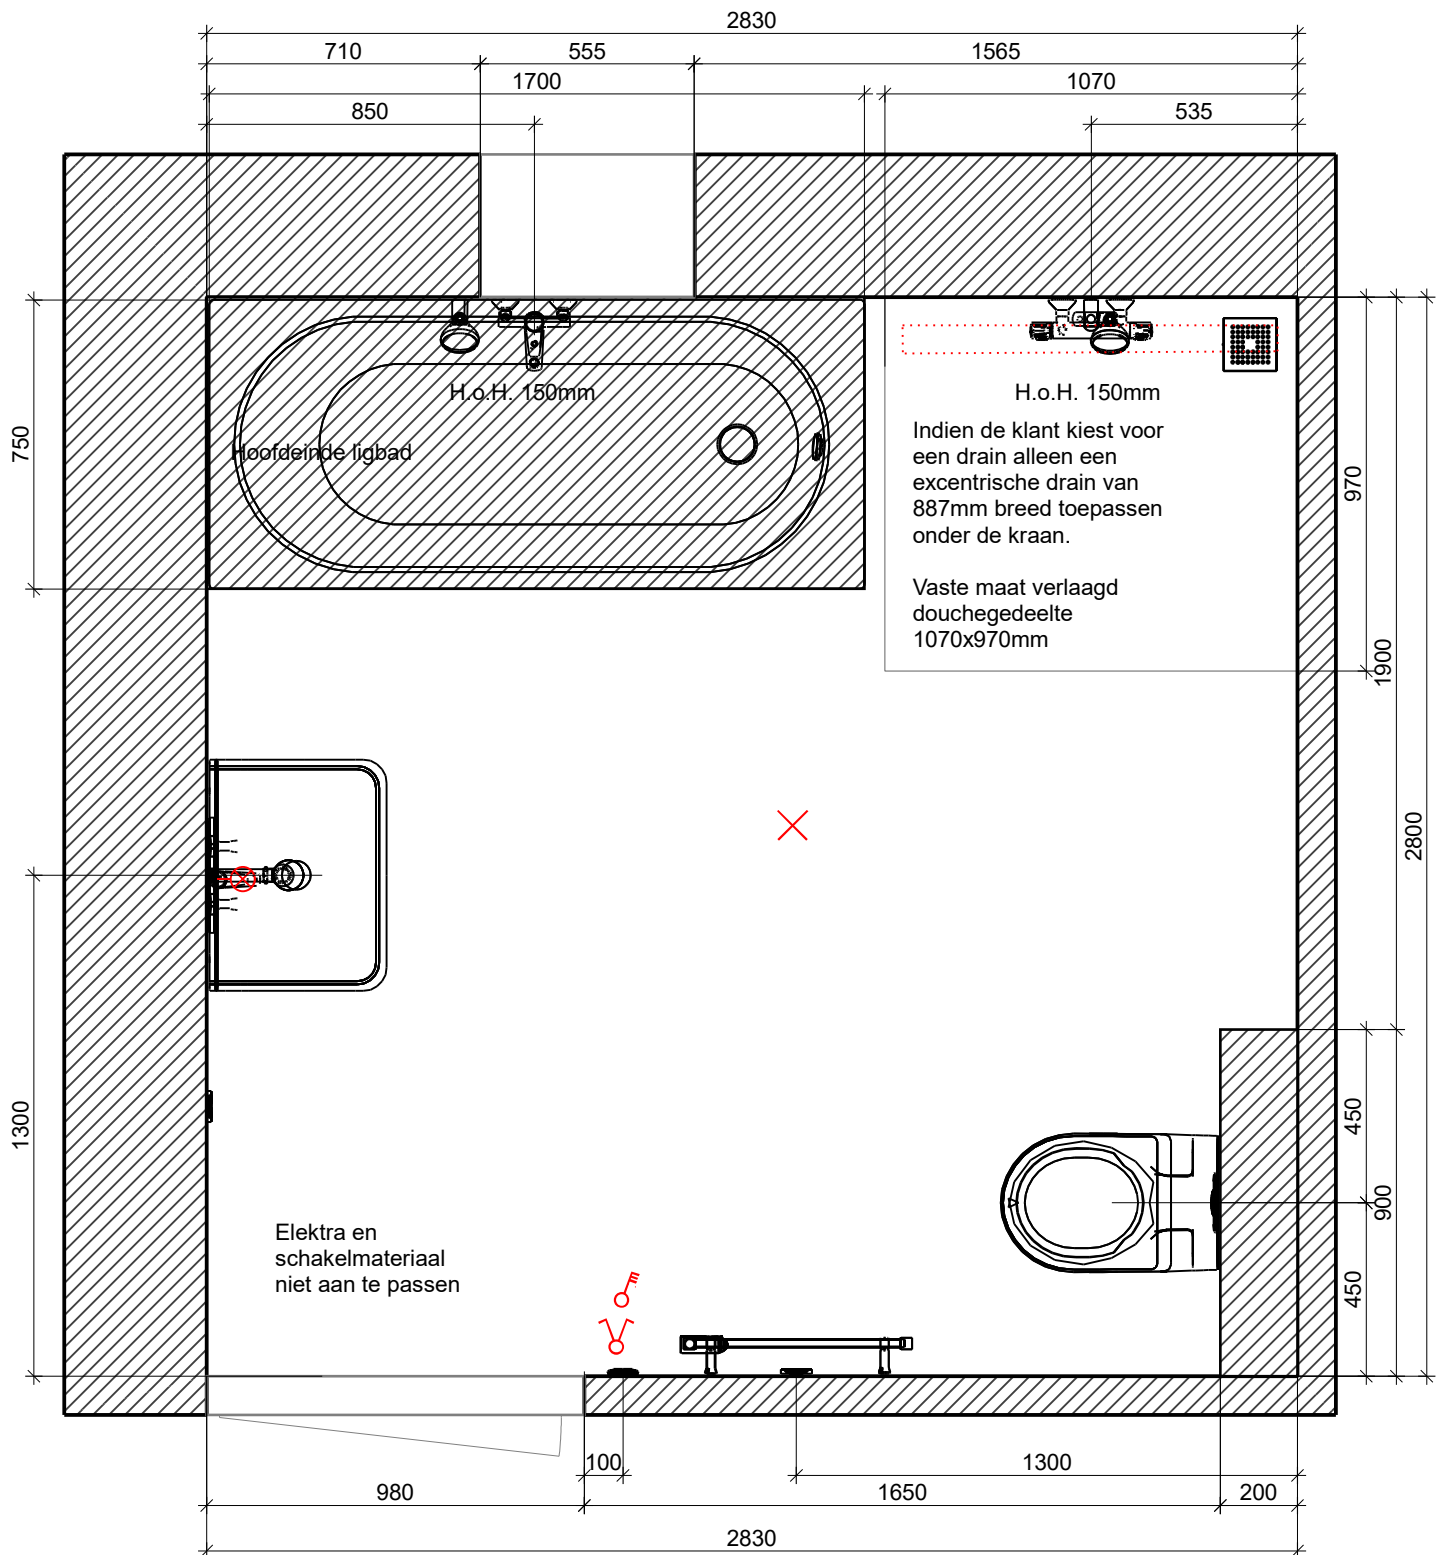 2830
710 555 1565
1700 1070
850 535
H.o.H. 150mm
H.o.H. 150mm
Hoofdeinde ligbad
Indien de klant kiest voor
een drain alleen een
excentrische drain van
887mm breed toepassen
onder de kraan.
Vaste maat verlaagd
douchegedeelte
1070x970mm
750
1300
970
1900
2800
450
900
450
Elektra en
schakelmateriaal
niet aan te passen
100 1300
980 1650 200
2830